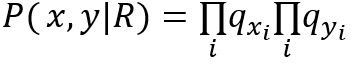 P( x, y|R) = ∏_i q_{x_i} ∏_i q_{y_i}